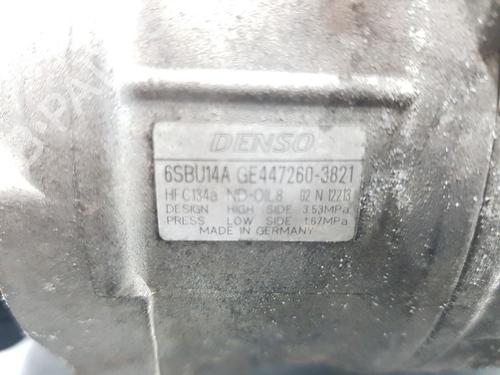 DENSO
6SBU14A GE447260-3821
HFC134a ND-OIL8 02 N 12213
DESIGN HIGH SIDE 3.53MPa
PRESS LOW SIDE 1.67MPa
MADE IN GERMANY